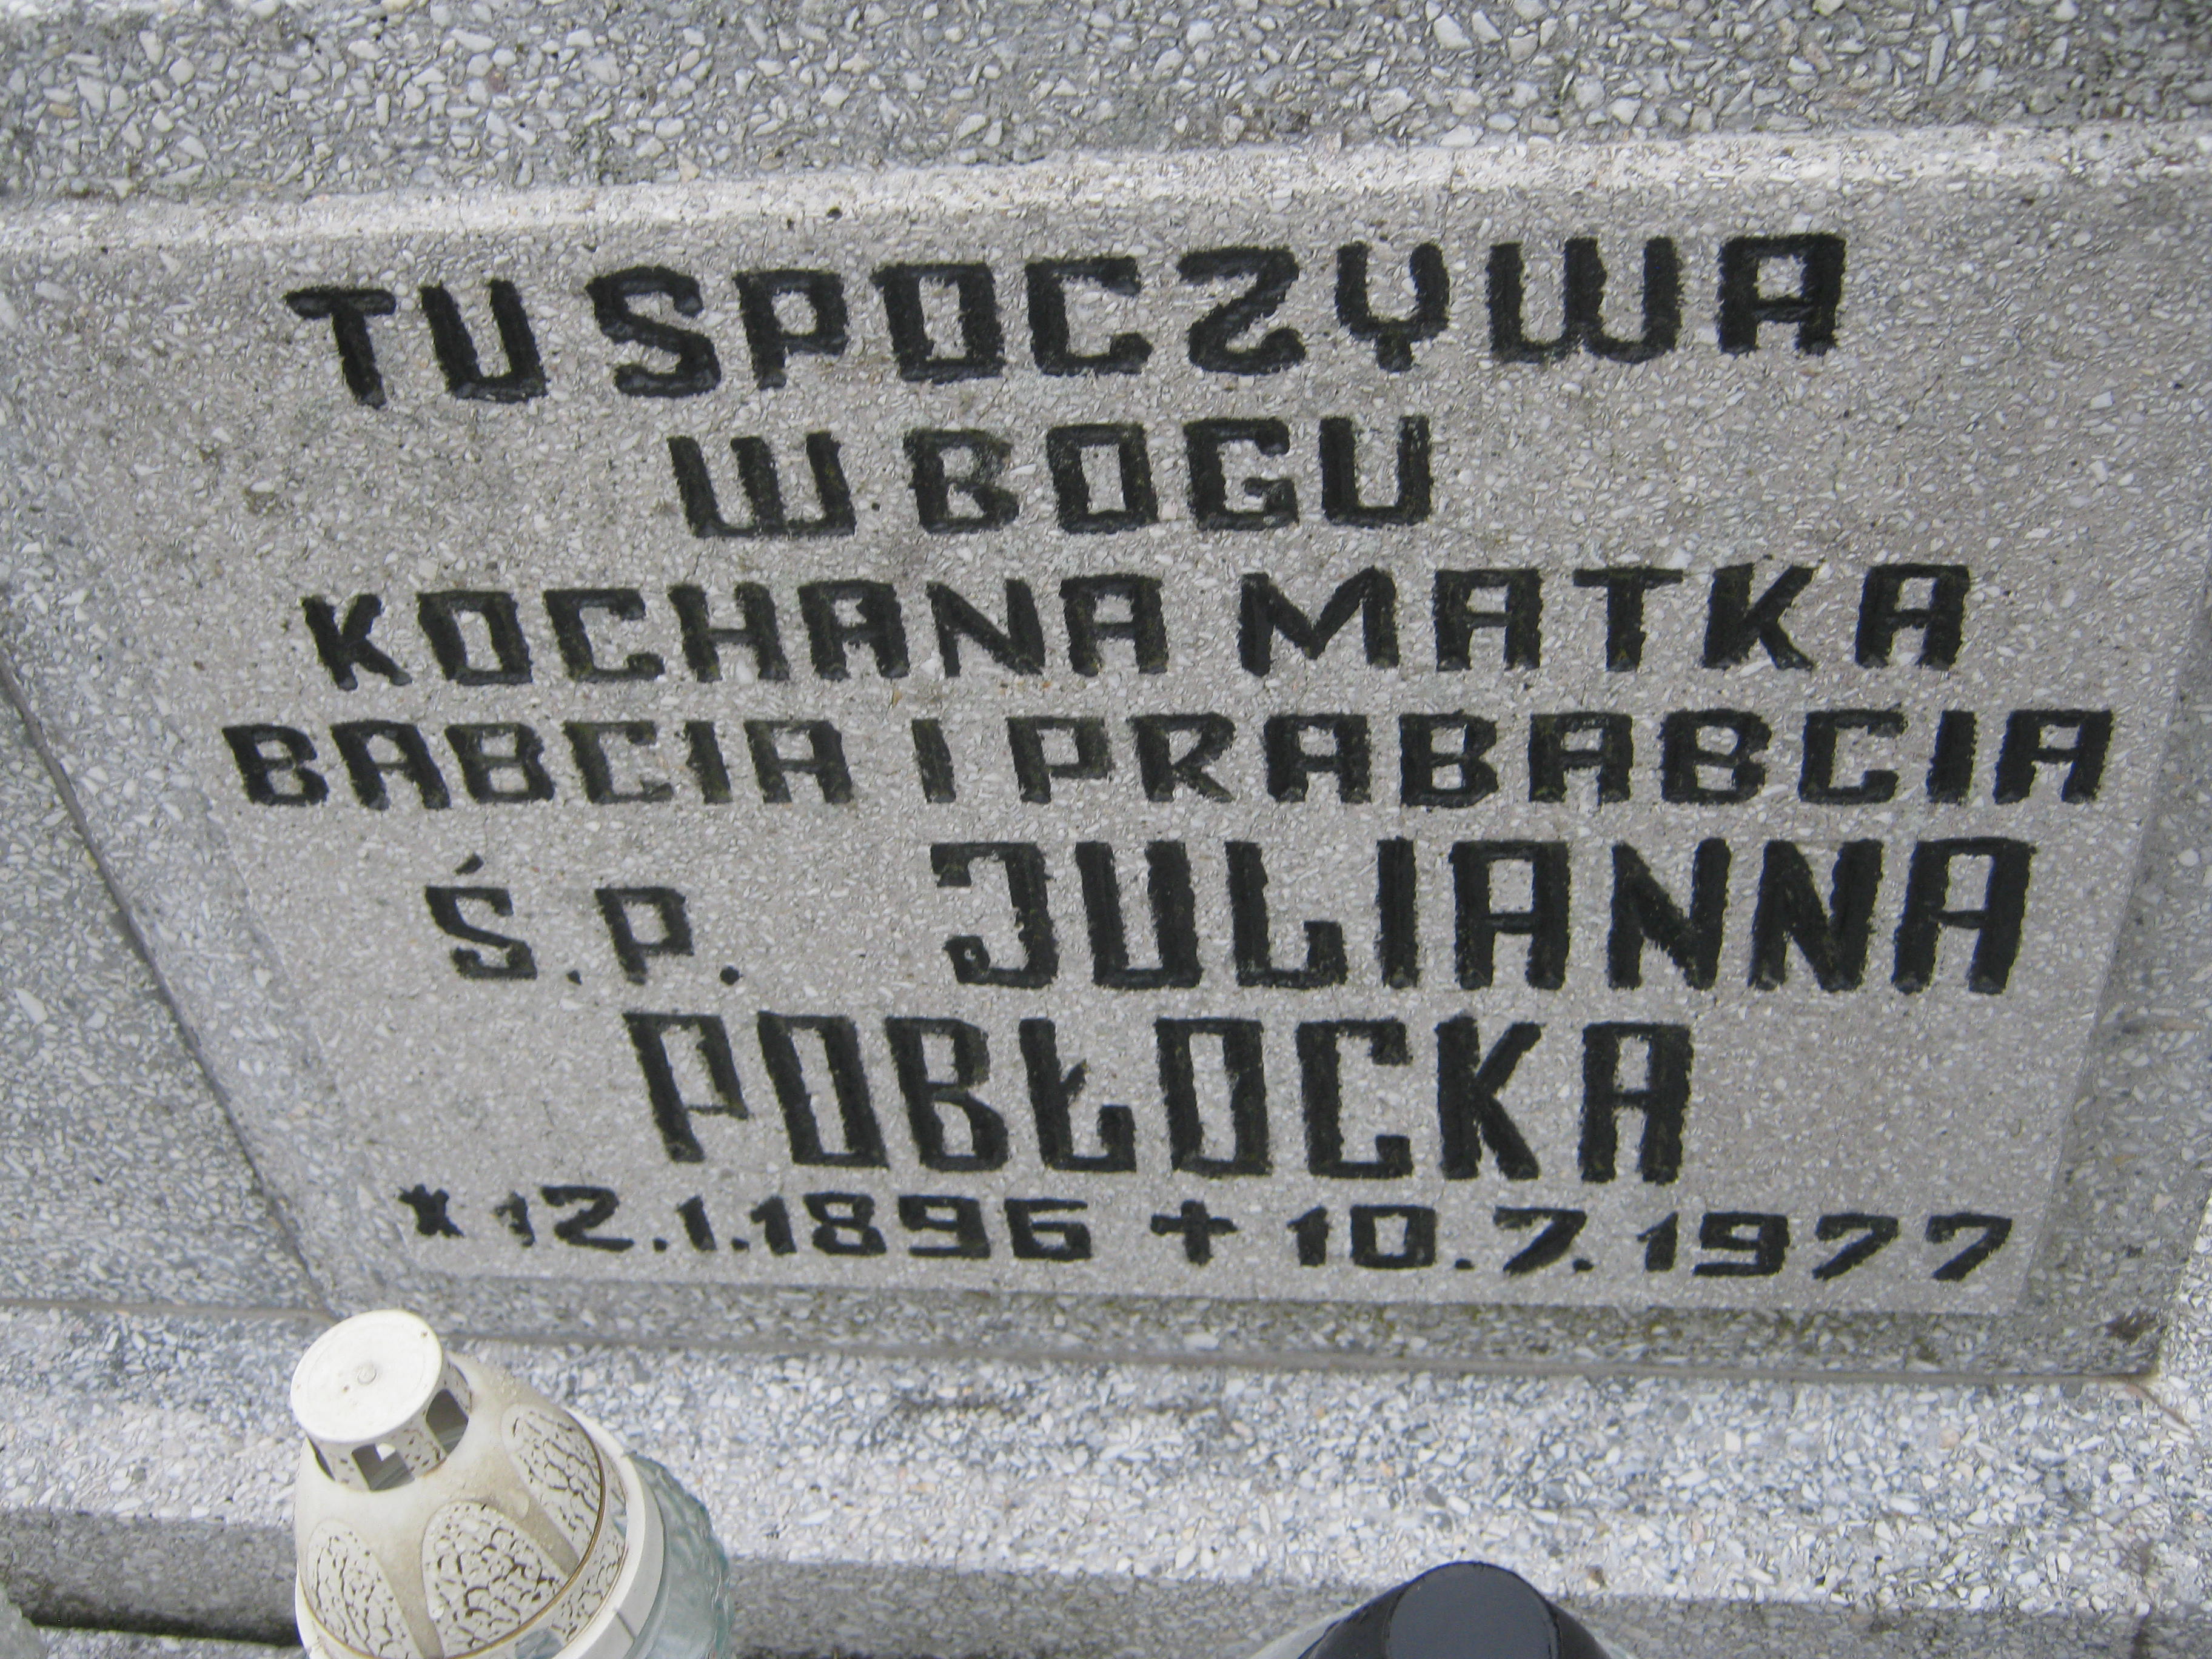 TU SPOCZYWA
W BOGU
KOCHANA MATKA
BABCIA I PRABABCIA
Ś.P. JULIANNA
POBŁOCKA
* 12.1.1896 + 10.7.1977